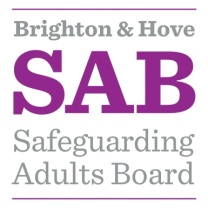 Brighton & Hove
SAB
Safeguarding
Adults Board